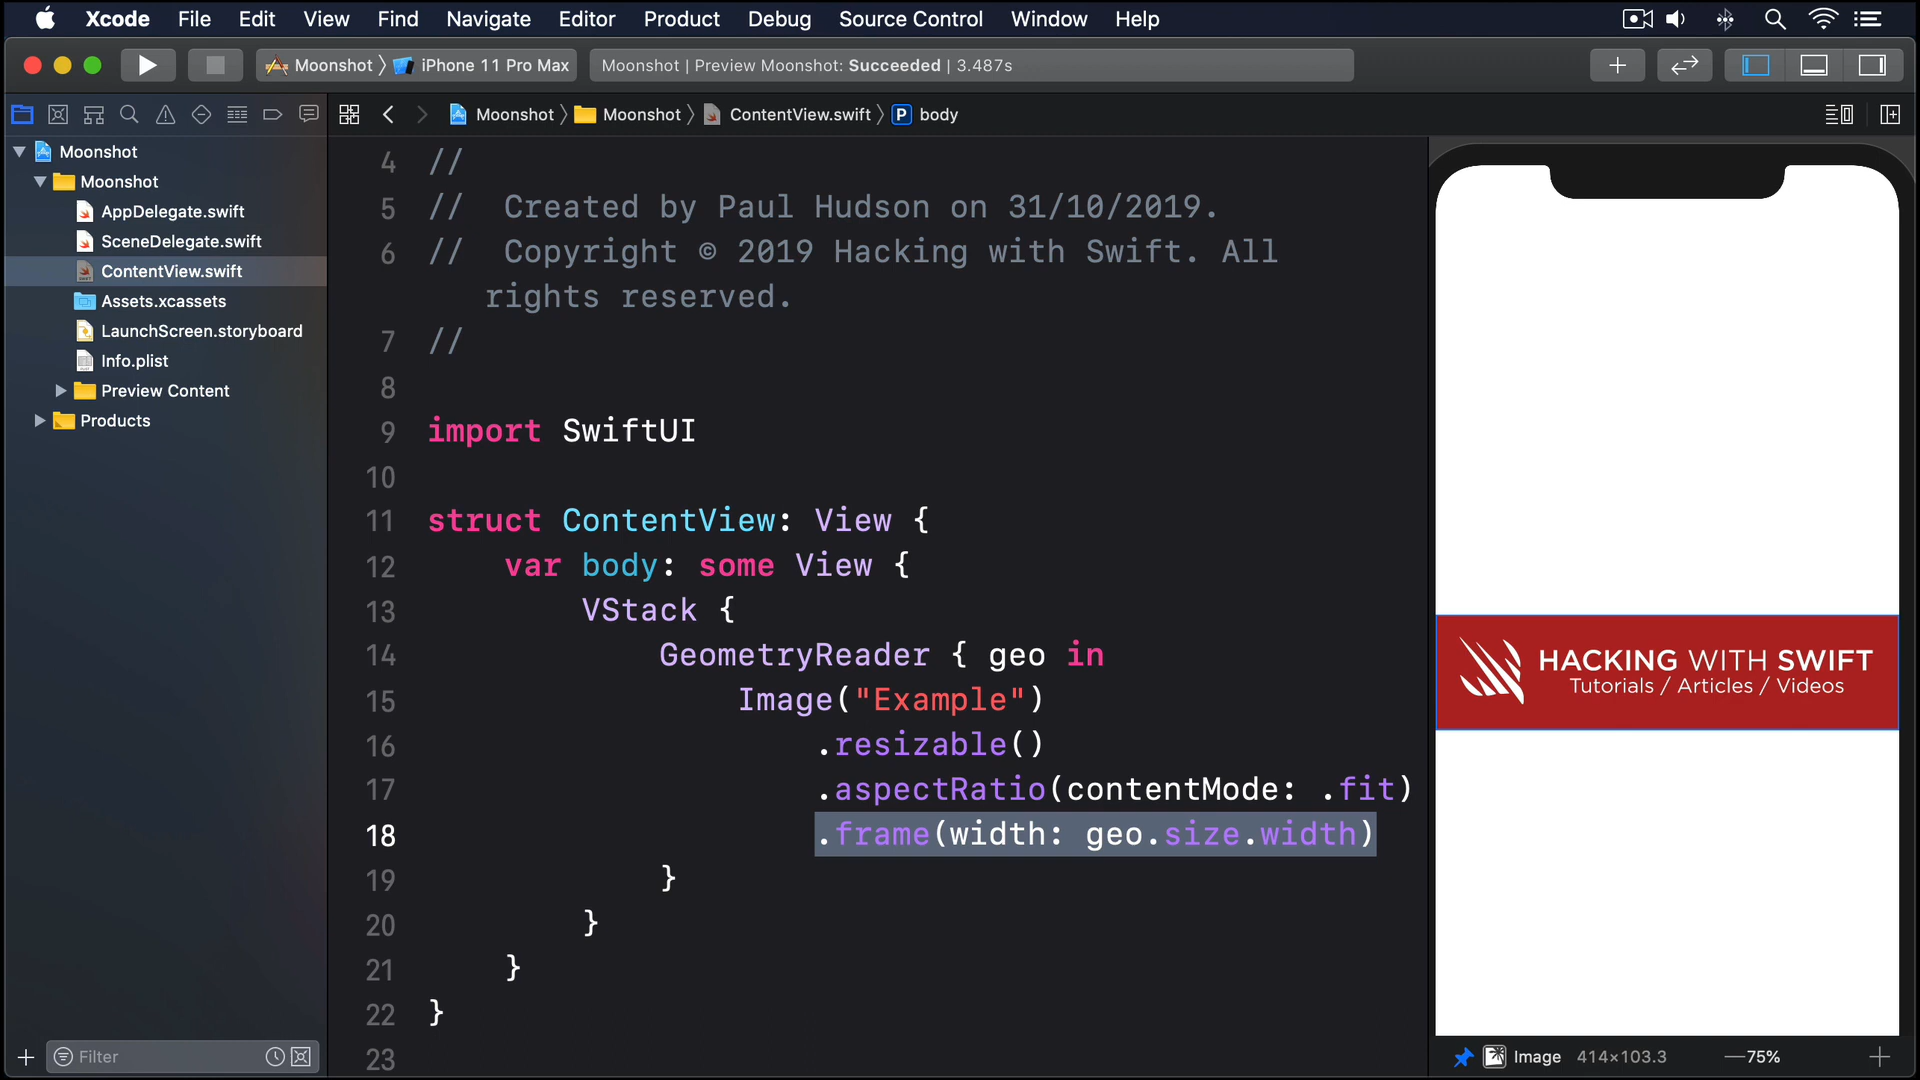 Xcode File Edit View Find Navigate Editor Product Debug Source Control Window Help
Moonshot 〉 iPhone 11 Pro Max
Moonshot | Preview Moonshot: Succeeded | 3.487s
Moonshot 〉 Moonshot 〉 ContentView.swift 〉 P body
Moonshot
Moonshot
AppDelegate.swift
SceneDelegate.swift
ContentView.swift
Assets.xcassets
LaunchScreen.storyboard
Info.plist
Preview Content
Products
Filter
4 //
5 //  Created by Paul Hudson on 31/10/2019.
6 //  Copyright © 2019 Hacking with Swift. All
rights reserved.
7 //
8
9 import SwiftUI
10
11 struct ContentView: View {
12 var body: some View {
13 VStack {
14 GeometryReader { geo in
15 Image("Example")
16 .resizable()
17 .aspectRatio(contentMode: .fit)
18 .frame(width: geo.size.width)
19 }
20 }
21 }
22 }
23
HACKING WITH SWIFT
Tutorials / Articles / Videos
Image 414×103.3
—75% +